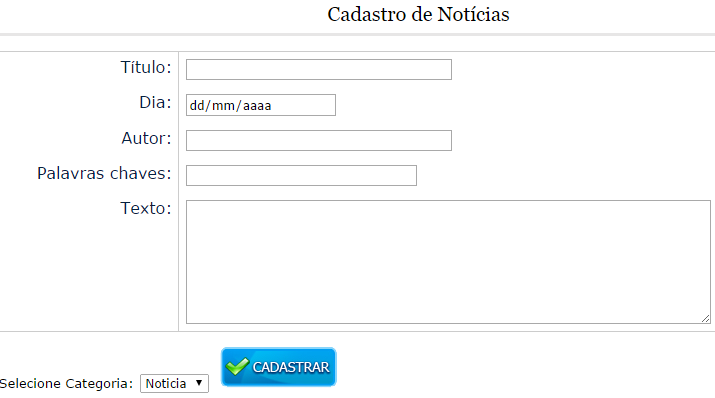 Cadastro de Notícias
Título:
Dia: dd/mm/aaaa
Autor:
Palavras chaves:
Texto:
Selecione Categoria: Noticia CADASTRAR